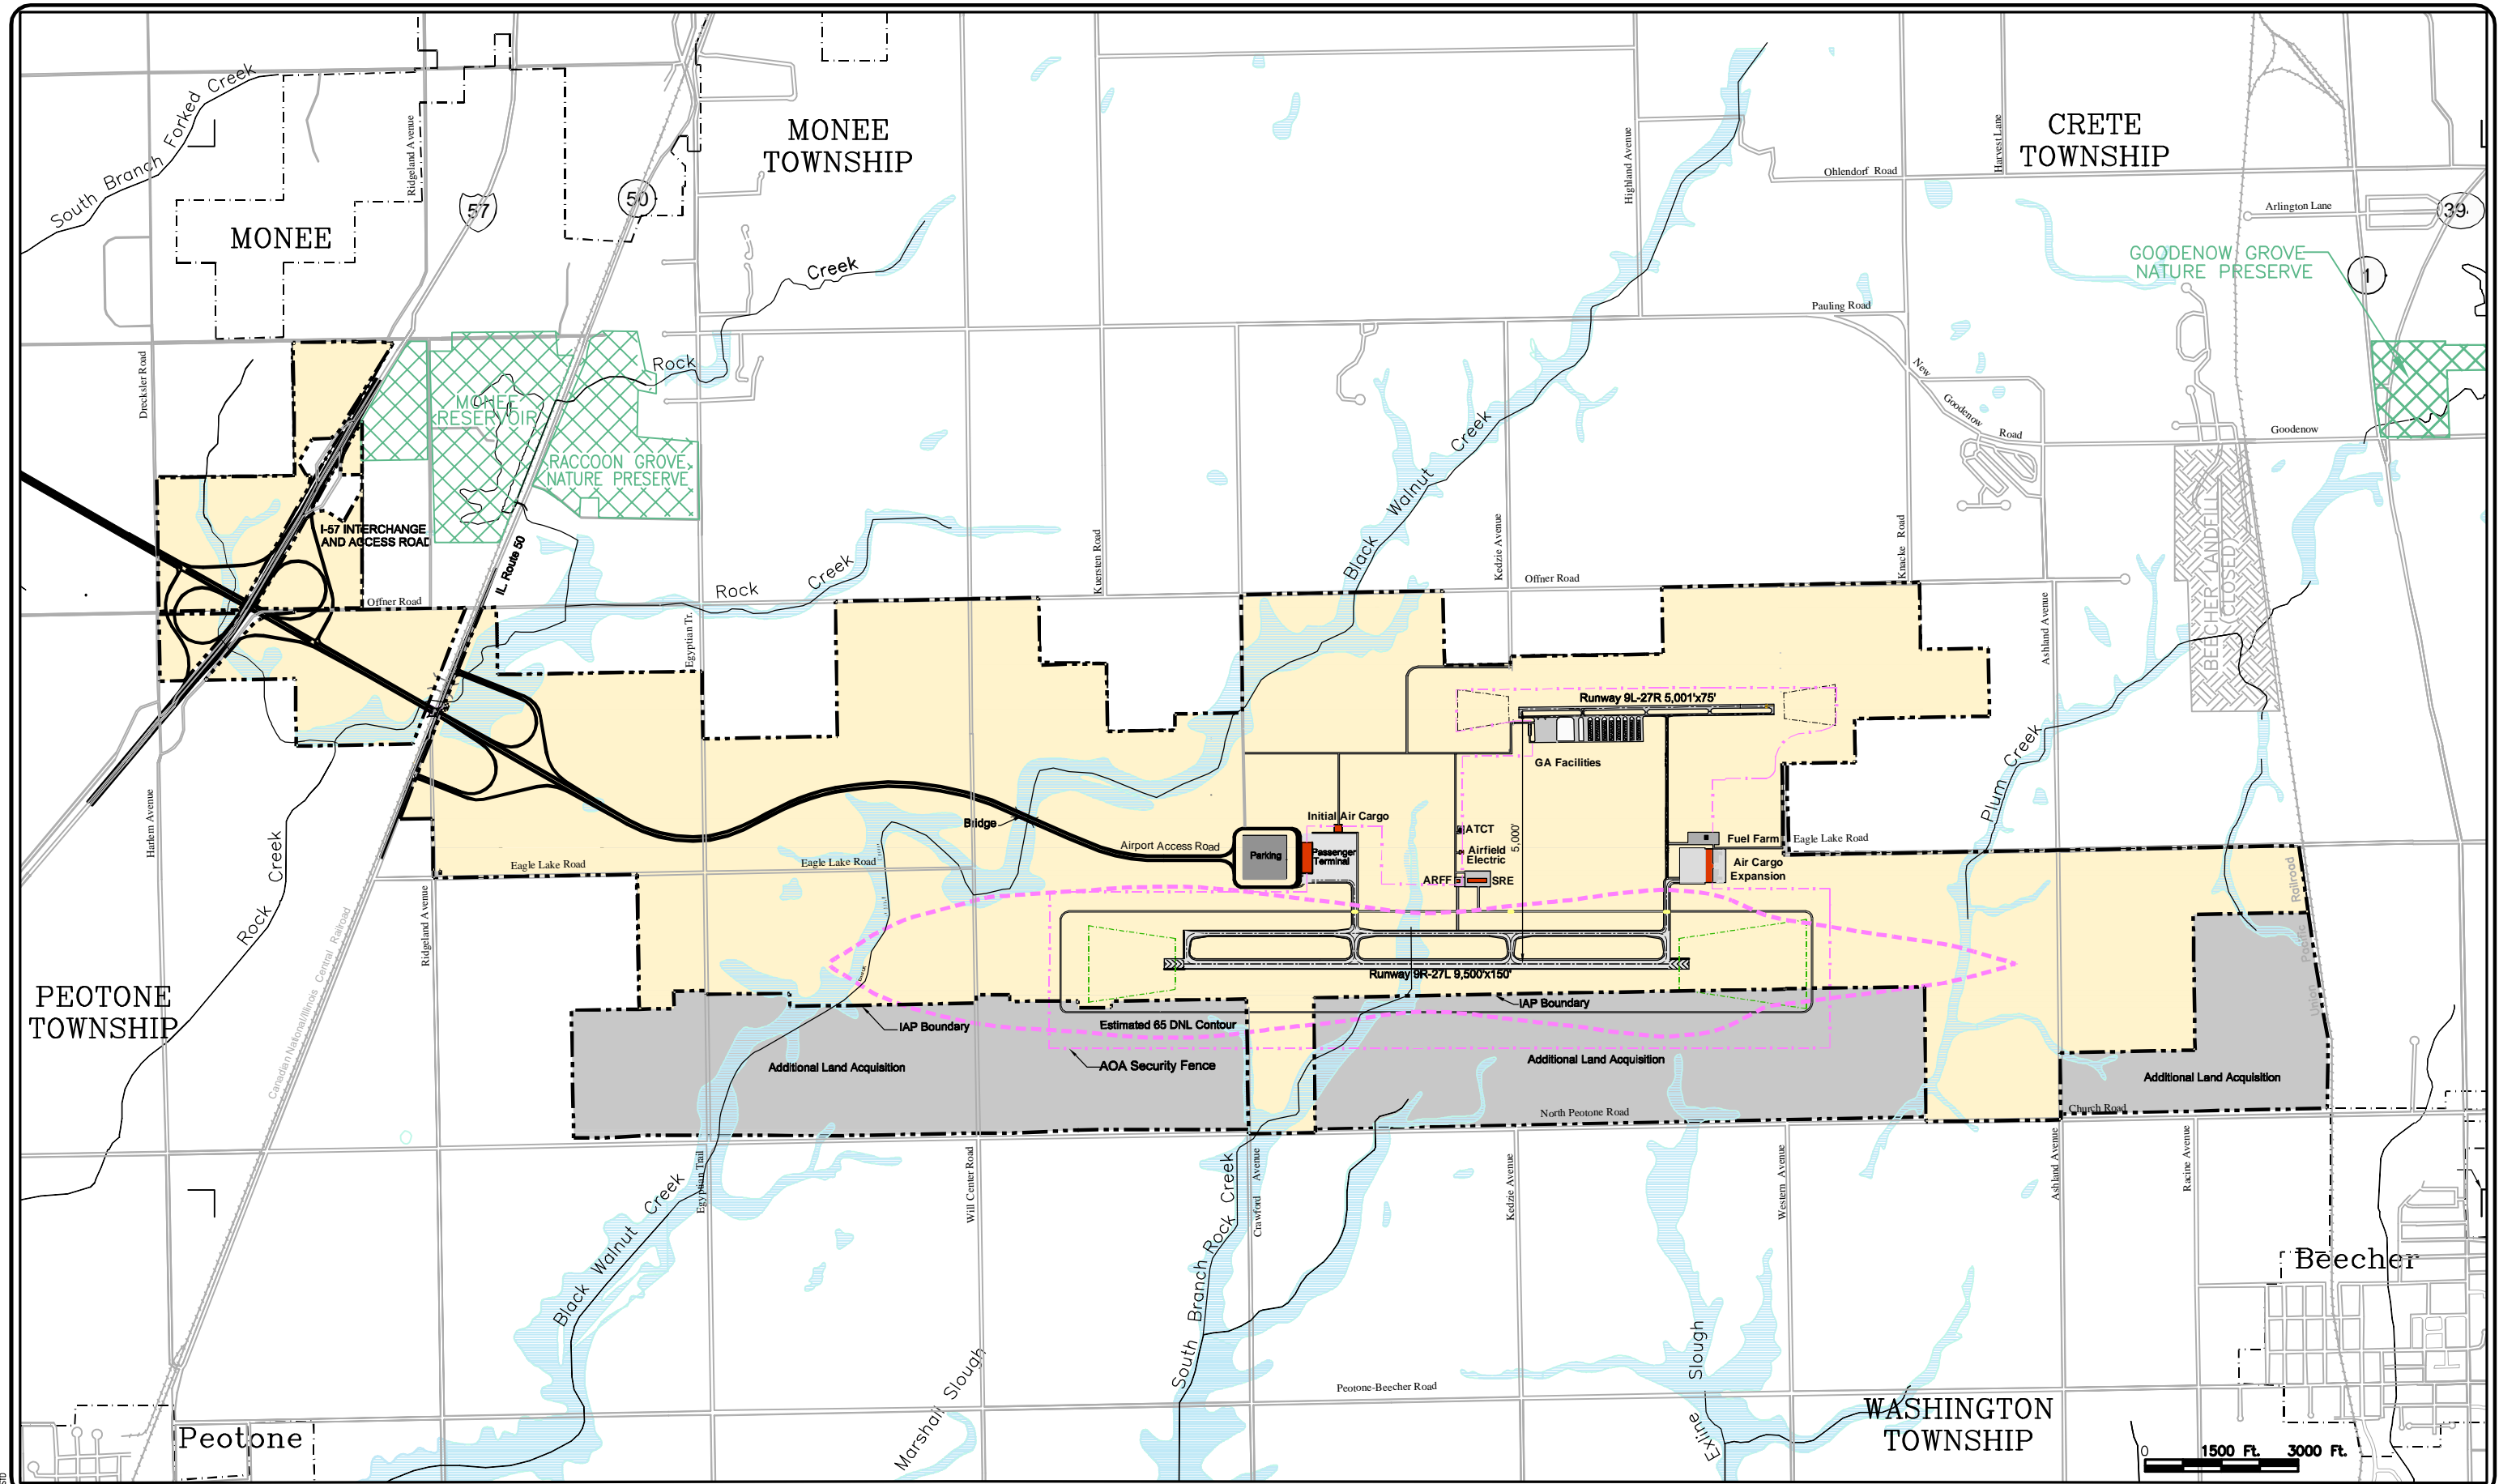 South Branch Forked Creek
Ridgeland Avenue
57
50
MONEE
TOWNSHIP
Highland Avenue
Harvest Lane
CRETE
TOWNSHIP
Ohlendorf Road
Arlington Lane
39
MONEE
Creek
GOODENOW GROVE
NATURE PRESERVE
1
Pauling Road
Drecksler Road
Rock
New
Goodenow
Road
Goodenow
MONEE
RESERVOIR
RACCOON GROVE
NATURE PRESERVE
Black Walnut Creek
I-57 INTERCHANGE
AND ACCESS ROAD
IL. Route 50
Kuersten Road
Kedzie Avenue
Knacke Road
BEECHER LANDFILL
(CLOSED)
Offner Road
Rock Creek
Offner Road
Egyptian Tr.
Ashland Avenue
Runway 9L-27R 5,001'x75'
GA Facilities
Plum Creek
Harlem Avenue
Bridge
Initial Air Cargo
ATCT
5,000'
Fuel Farm
Eagle Lake Road
Airport Access Road
Parking
Passenger
Terminal
Airfield
Electric
Air Cargo
Expansion
Eagle Lake Road
Eagle Lake Road
ARFF
SRE
Rock Creek
Ridgeland Avenue
Canadian National/Illinois Central Railroad
Union Pacific Railroad
Runway 9R-27L 9,500'x150'
PEOTONE
TOWNSHIP
IAP Boundary
IAP Boundary
Estimated 65 DNL Contour
Additional Land Acquisition
AOA Security Fence
Additional Land Acquisition
Additional Land Acquisition
North Peotone Road
Church Road
Egyptian Trail
Will Center Road
Crawford Avenue
Kedzie Avenue
Western Avenue
Ashland Avenue
Racine Avenue
Black Walnut Creek
South Branch Rock Creek
Beecher
Marshall Slough
Exline Slough
Peotone-Beecher Road
Peotone
WASHINGTON
TOWNSHIP
0 1500 Ft. 3000 Ft.